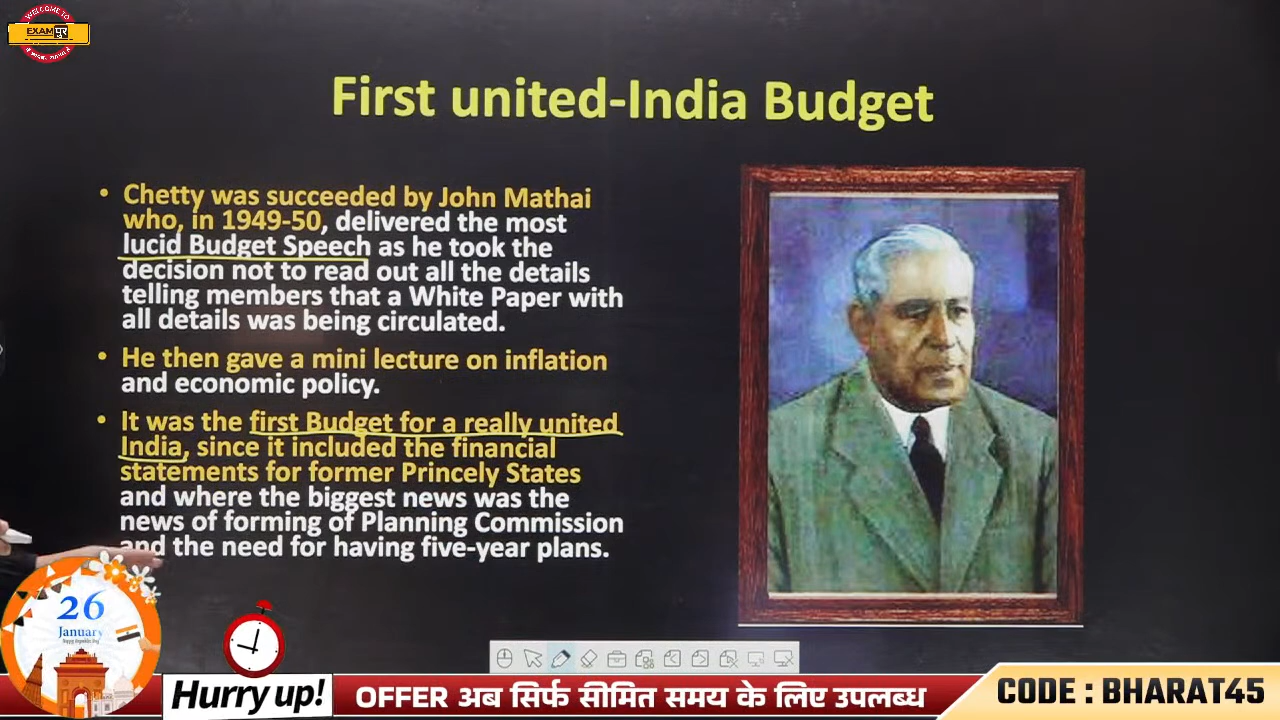 WELCOME TO
EXAM पुर
First united-India Budget
• Chetty was succeeded by John Mathai
who, in 1949-50, delivered the most
lucid Budget Speech as he took the
decision not to read out all the details
telling members that a White Paper with
all details was being circulated.
• He then gave a mini lecture on inflation
and economic policy.
• It was the first Budget for a really united
India, since it included the financial
statements for former Princely States
and where the biggest news was the
news of forming of Planning Commission
and the need for having five-year plans.
26
January
Hurry up!
OFFER अब सिर्फ सीमित समय के लिए उपलब्ध
CODE : BHARAT45